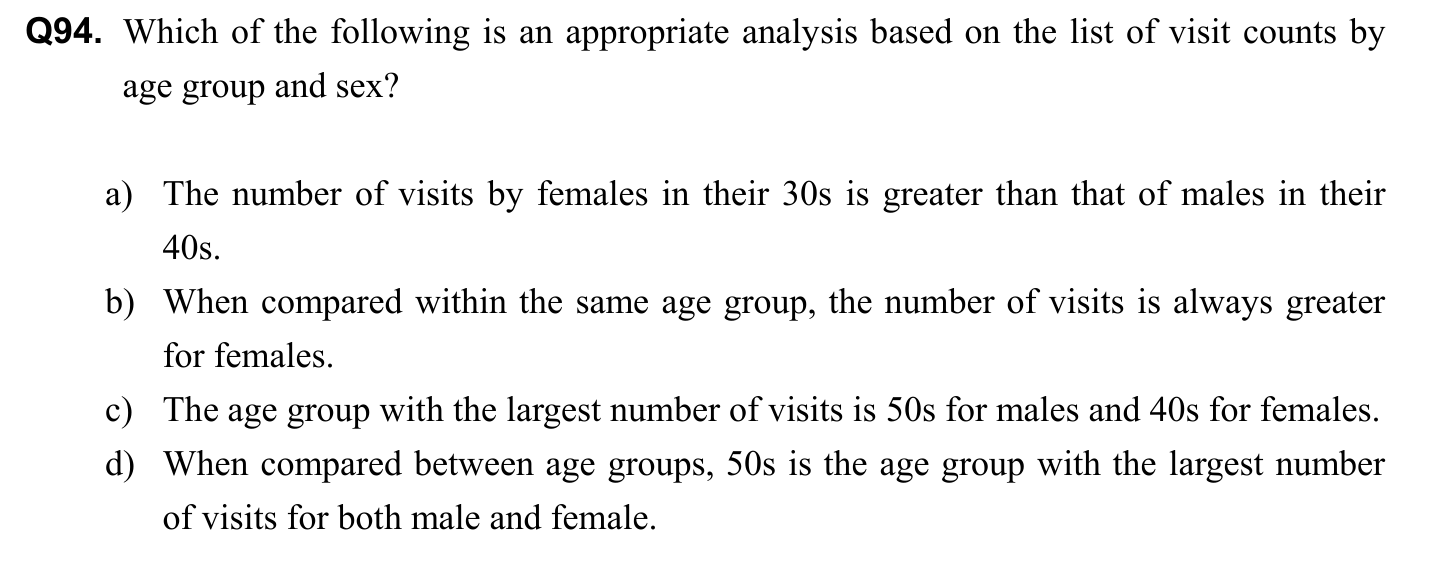 Q94. Which of the following is an appropriate analysis based on the list of visit counts by
age group and sex?
a) The number of visits by females in their 30s is greater than that of males in their
40s.
b) When compared within the same age group, the number of visits is always greater
for females.
c) The age group with the largest number of visits is 50s for males and 40s for females.
d) When compared between age groups, 50s is the age group with the largest number
of visits for both male and female.